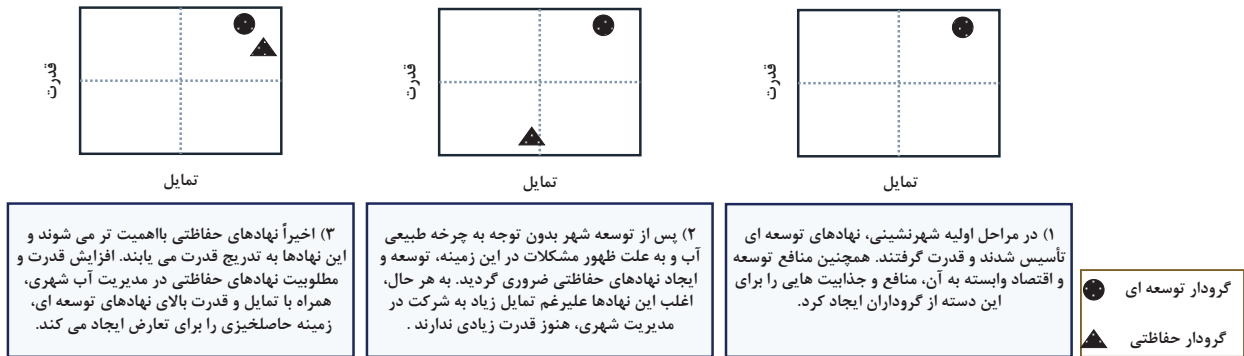 قدرت
تمایل
قدرت
تمایل
قدرت
تمایل
۱) در مراحل اولیه شهرنشینی، نهادهای توسعه ای
تأسیس شدند و قدرت گرفتند. همچنین منافع توسعه
و اقتصاد وابسته به آن، منافع و جذابیت هایی را برای
این دسته از گروداران ایجاد کرد.
۲) پس از توسعه شهر بدون توجه به چرخه طبیعی
آب و به علت ظهور مشکلات در این زمینه، توسعه و
ایجاد نهادهای حفاظتی ضروری گردید. به هر حال،
اغلب این نهادها علیرغم تمایل زیاد به شرکت در
مدیریت شهری، هنوز قدرت زیادی ندارند .
۳) اخیراً نهادهای حفاظتی بااهمیت تر می شوند و
این نهادها به تدریج قدرت می یابند. افزایش قدرت و
مطلوبیت نهادهای حفاظتی در مدیریت آب شهری،
همراه با تمایل و قدرت بالای نهادهای توسعه ای،
زمینه حاصلخیزی را برای تعارض ایجاد می کند.
گرودار توسعه ای
گرودار حفاظتی